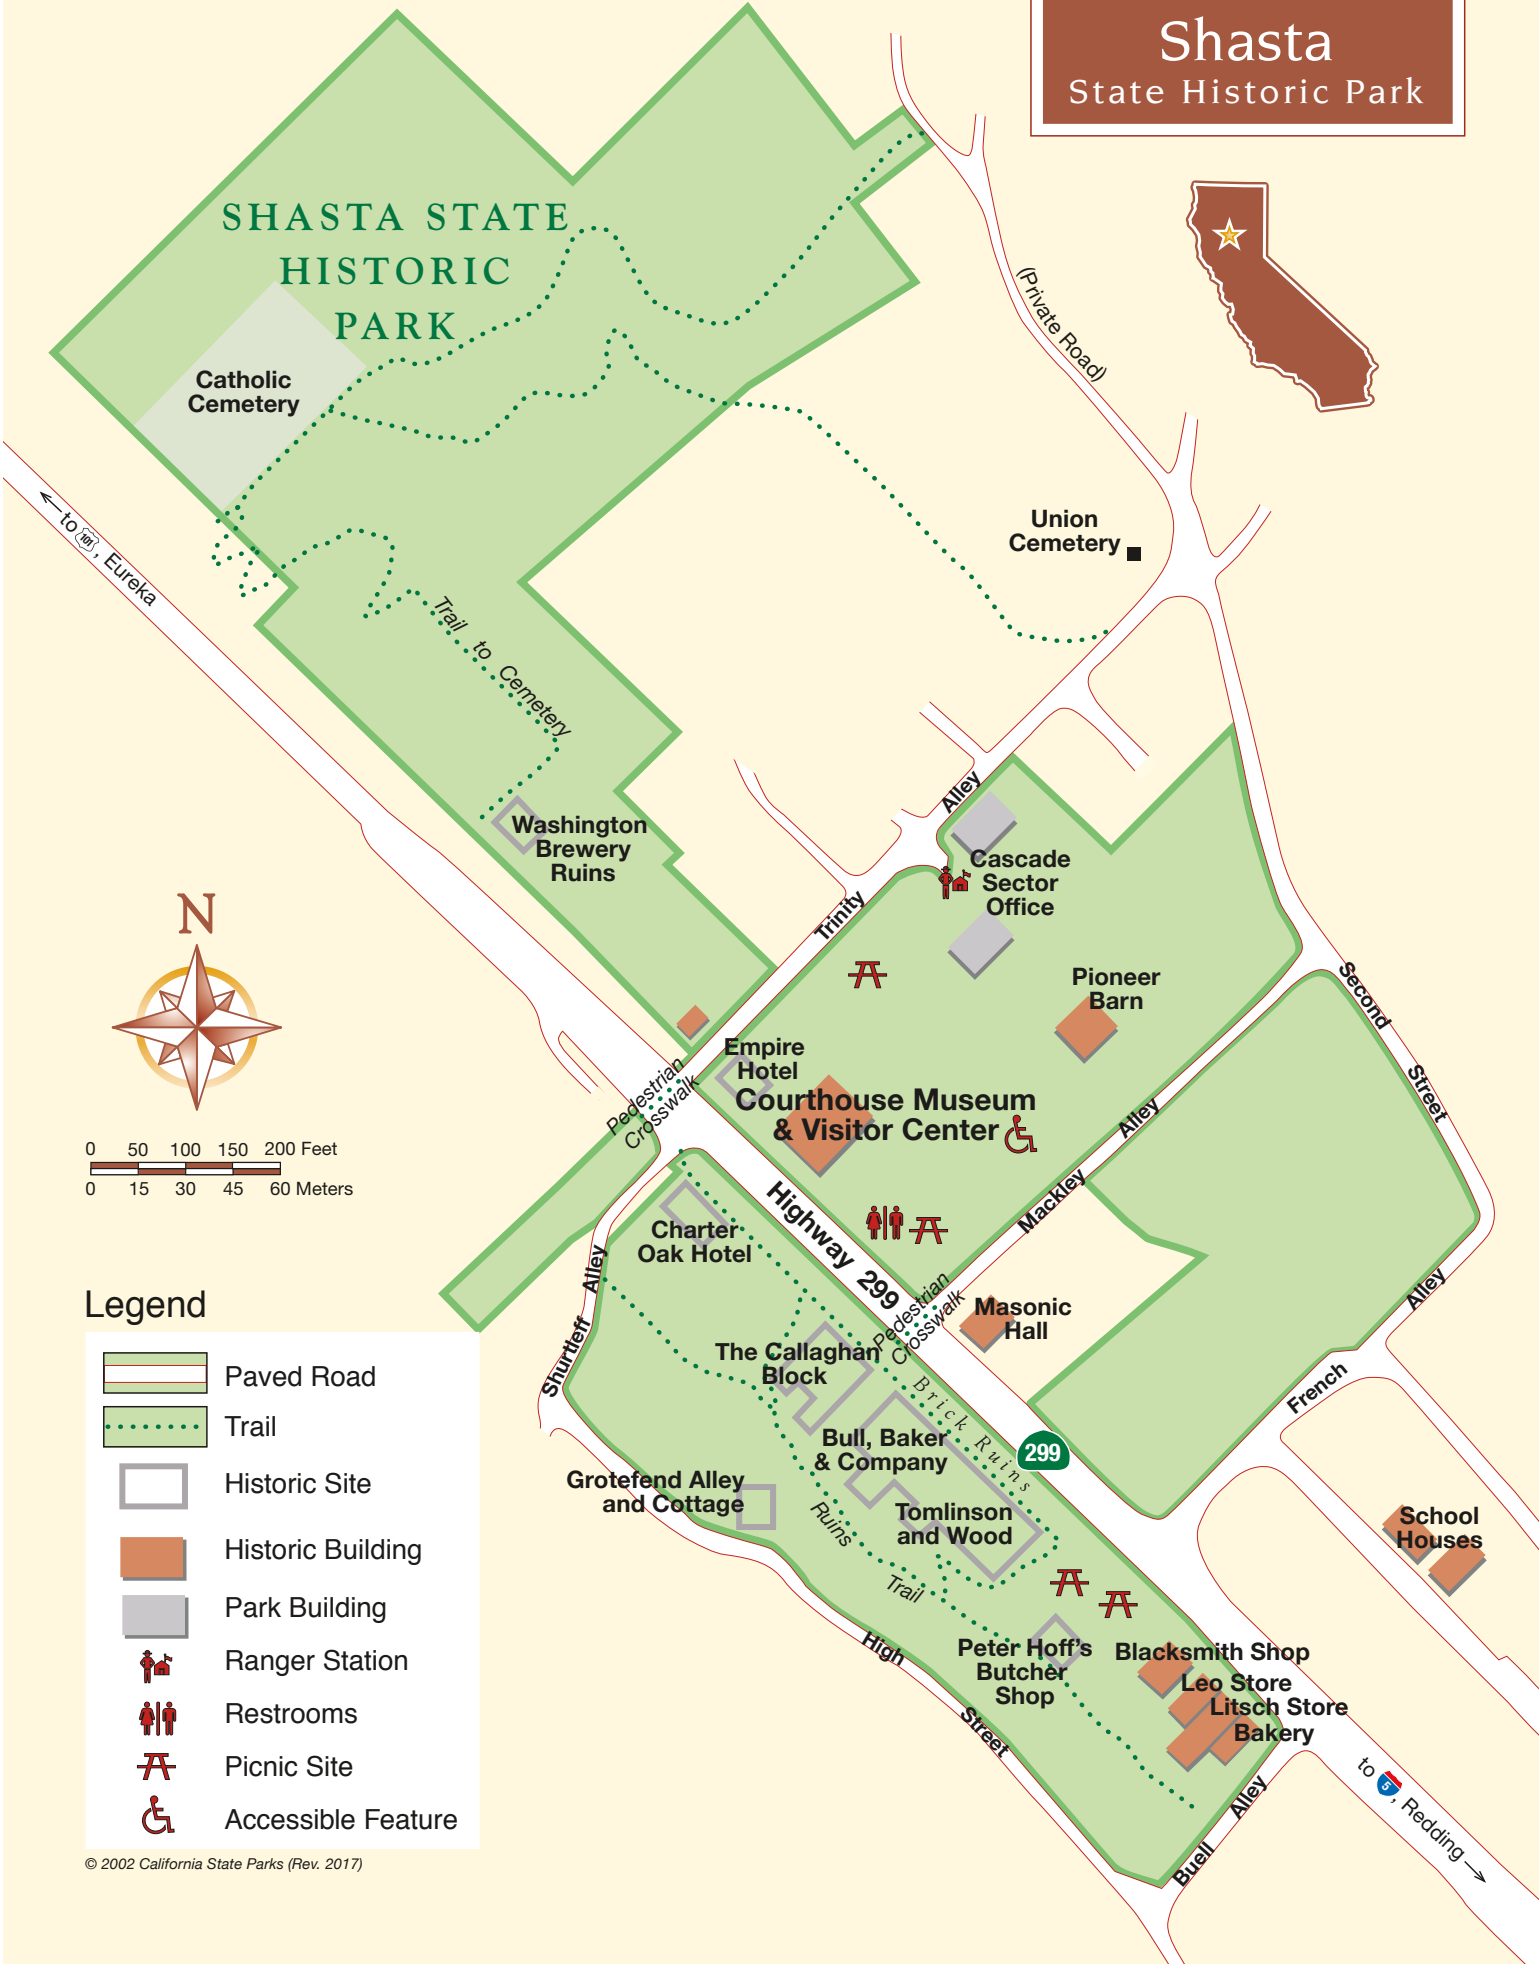 Shasta
State Historic Park
SHASTA STATE
HISTORIC
PARK
Catholic
Cemetery
(Private Road)
to 101, Eureka
Union
Cemetery
Trail to Cemetery
Washington
Brewery
Ruins
Alley
Trinity
Cascade
Sector
Office
Pioneer
Barn
Second
Street
N
Empire
Hotel
Pedestrian
Crosswalk
Courthouse Museum
& Visitor Center
Alley
Mackley
0 50 100 150 200 Feet
0 15 30 45 60 Meters
Charter
Oak Hotel
Highway 299
Alley
Shurtleff
Pedestrian
Crosswalk
Masonic
Hall
Alley
French
The Callaghan
Block
Brick Ruins
299
Bull, Baker
& Company
Grotefend Alley
and Cottage
Ruins
Trail
Tomlinson
and Wood
School
Houses
High
Street
Peter Hoff's
Butcher
Shop
Blacksmith Shop
Leo Store
Litsch Store
Bakery
Alley
Buell
to 5, Redding
Legend
Paved Road
Trail
Historic Site
Historic Building
Park Building
Ranger Station
Restrooms
Picnic Site
Accessible Feature
© 2002 California State Parks (Rev. 2017)